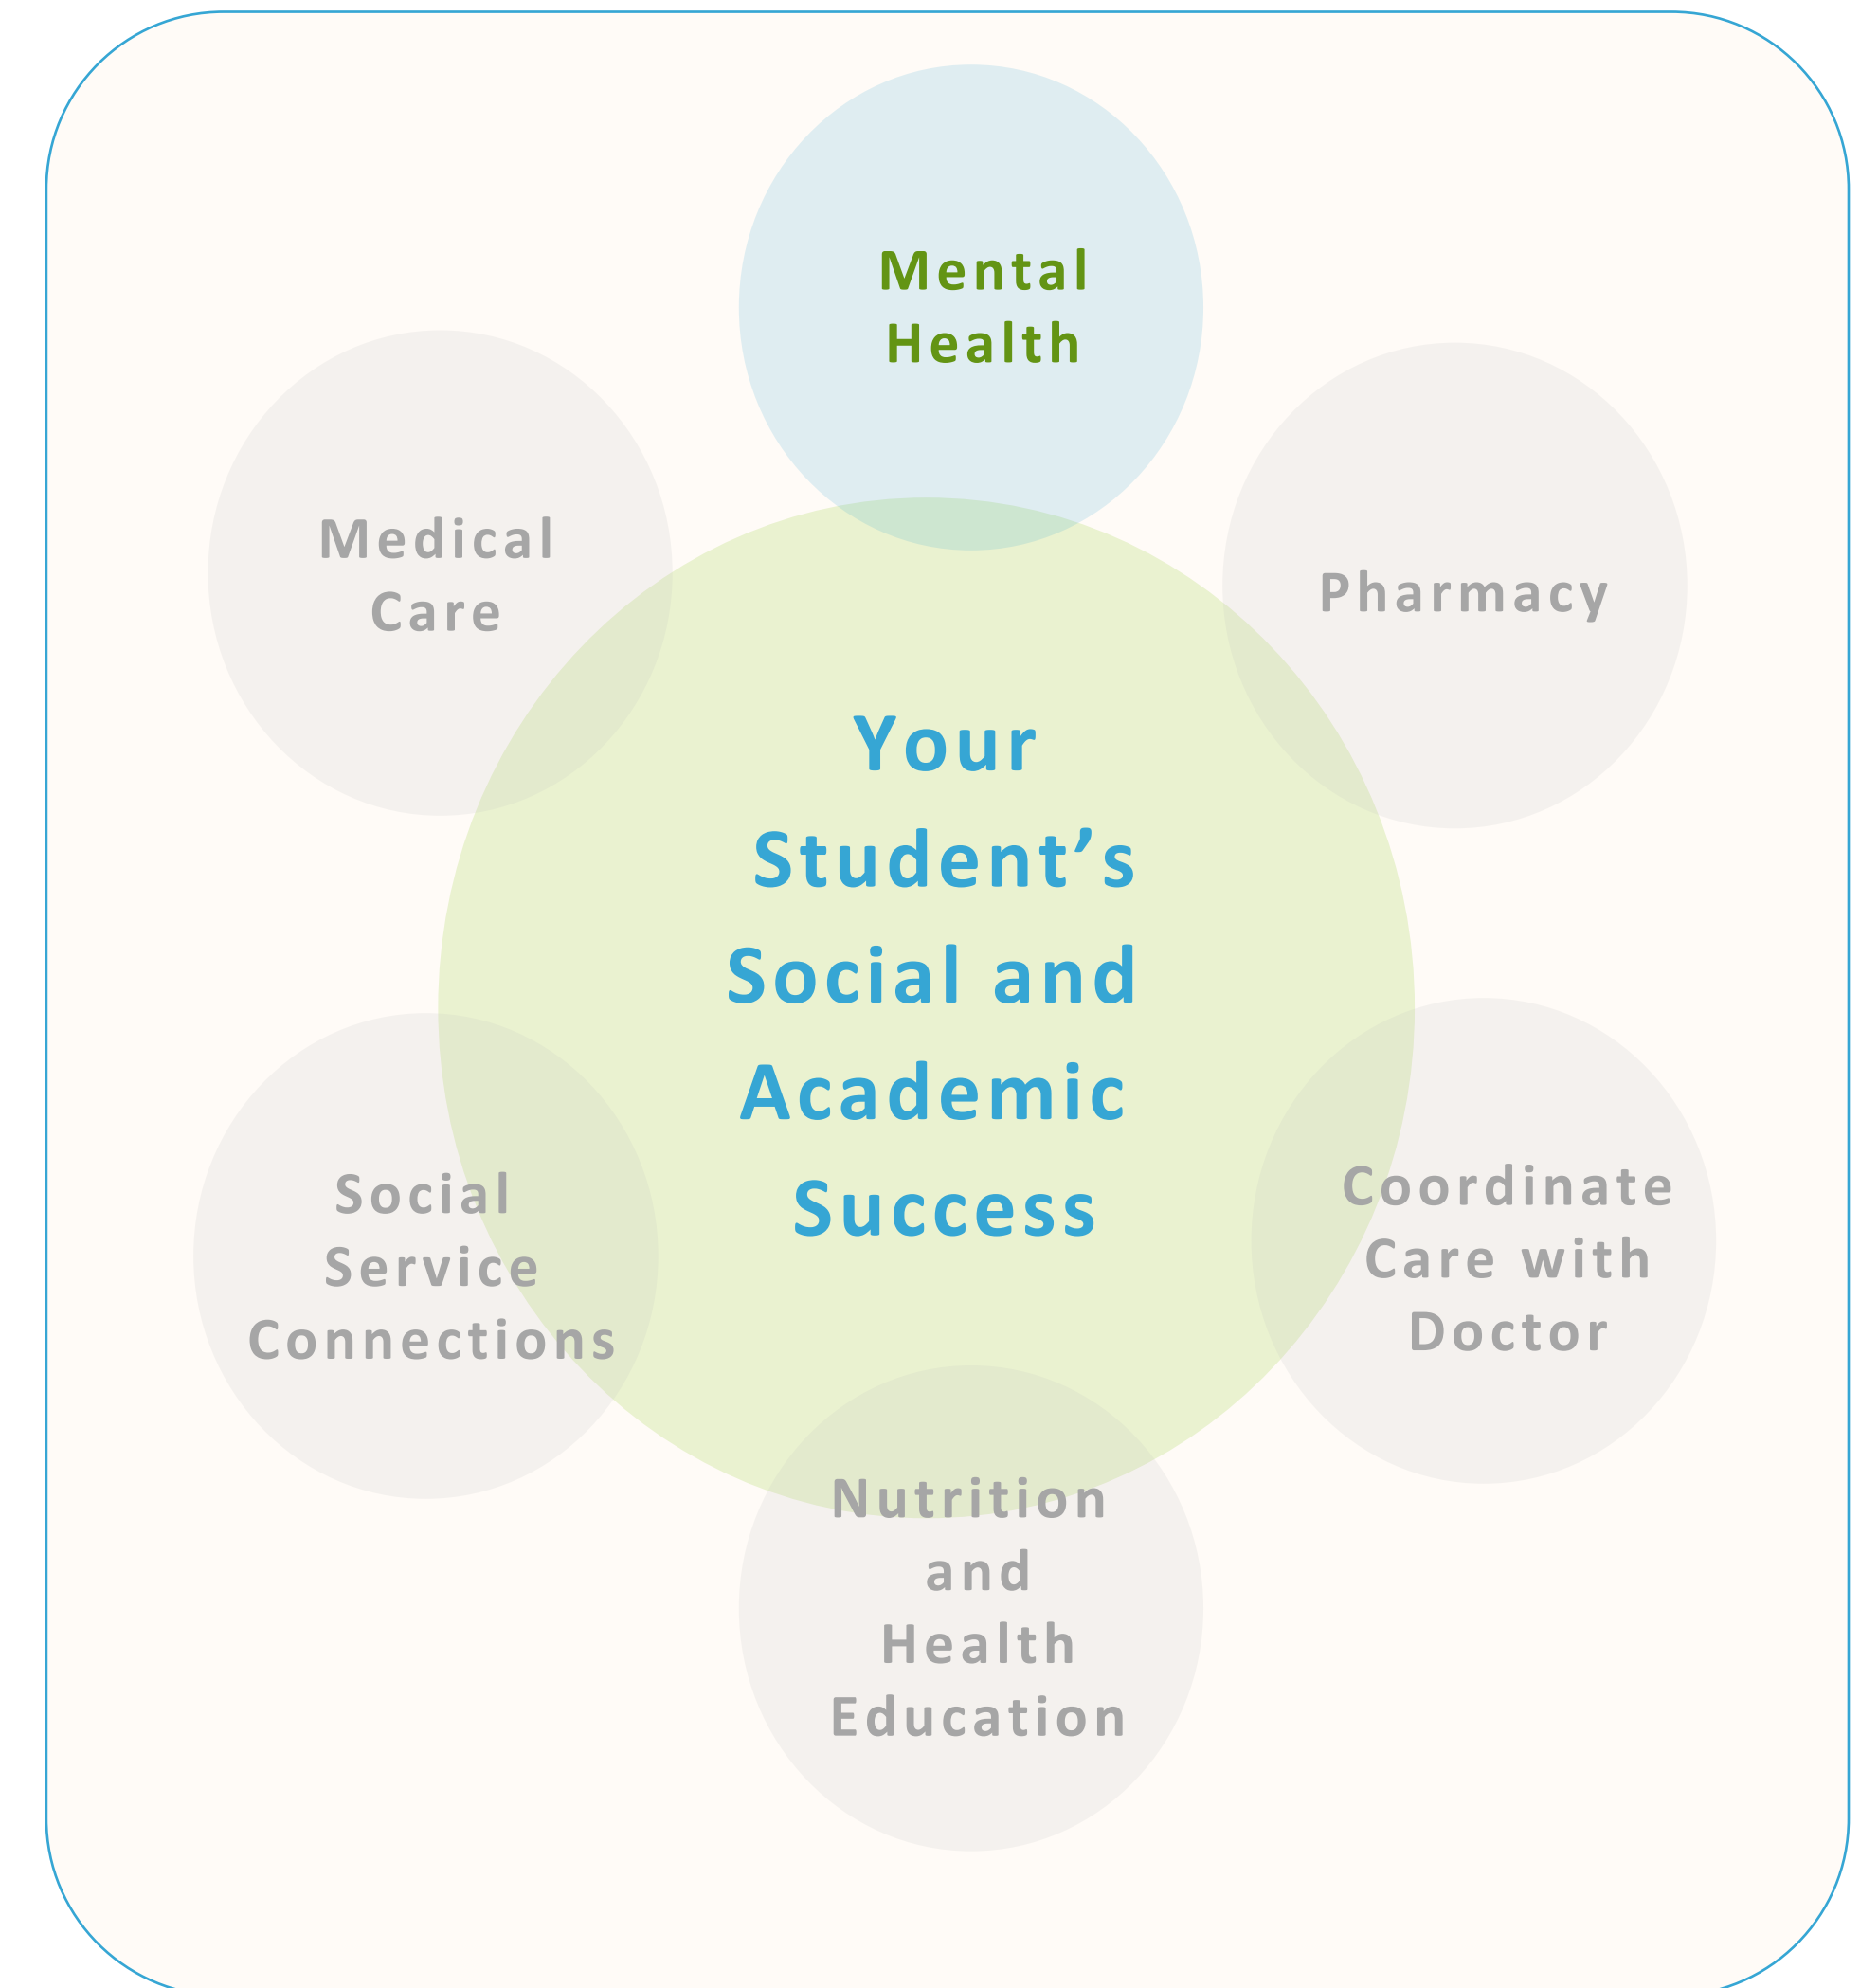 Mental
Health
Medical
Care
Pharmacy
Your
Student’s
Social and
Academic
Success
Social
Service
Connections
Coordinate
Care with
Doctor
Nutrition
and
Health
Education